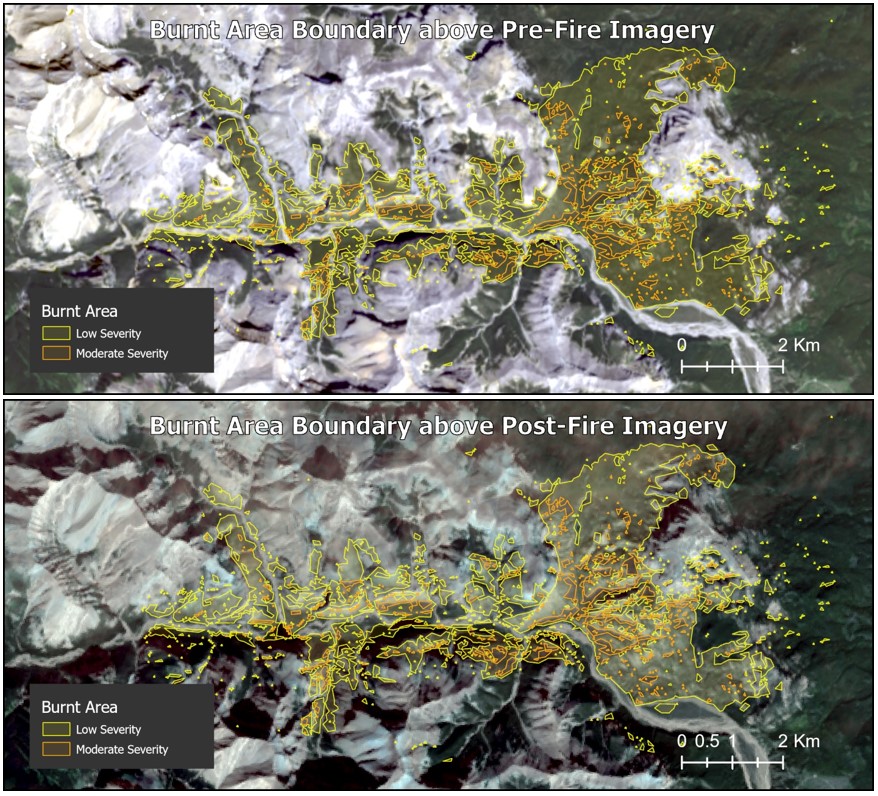 Burnt Area Boundary above Pre-Fire Imagery
Burnt Area
Low Severity
Moderate Severity
0 2 Km
Burnt Area Boundary above Post-Fire Imagery
Burnt Area
Low Severity
Moderate Severity
0 0.5 1 2 Km